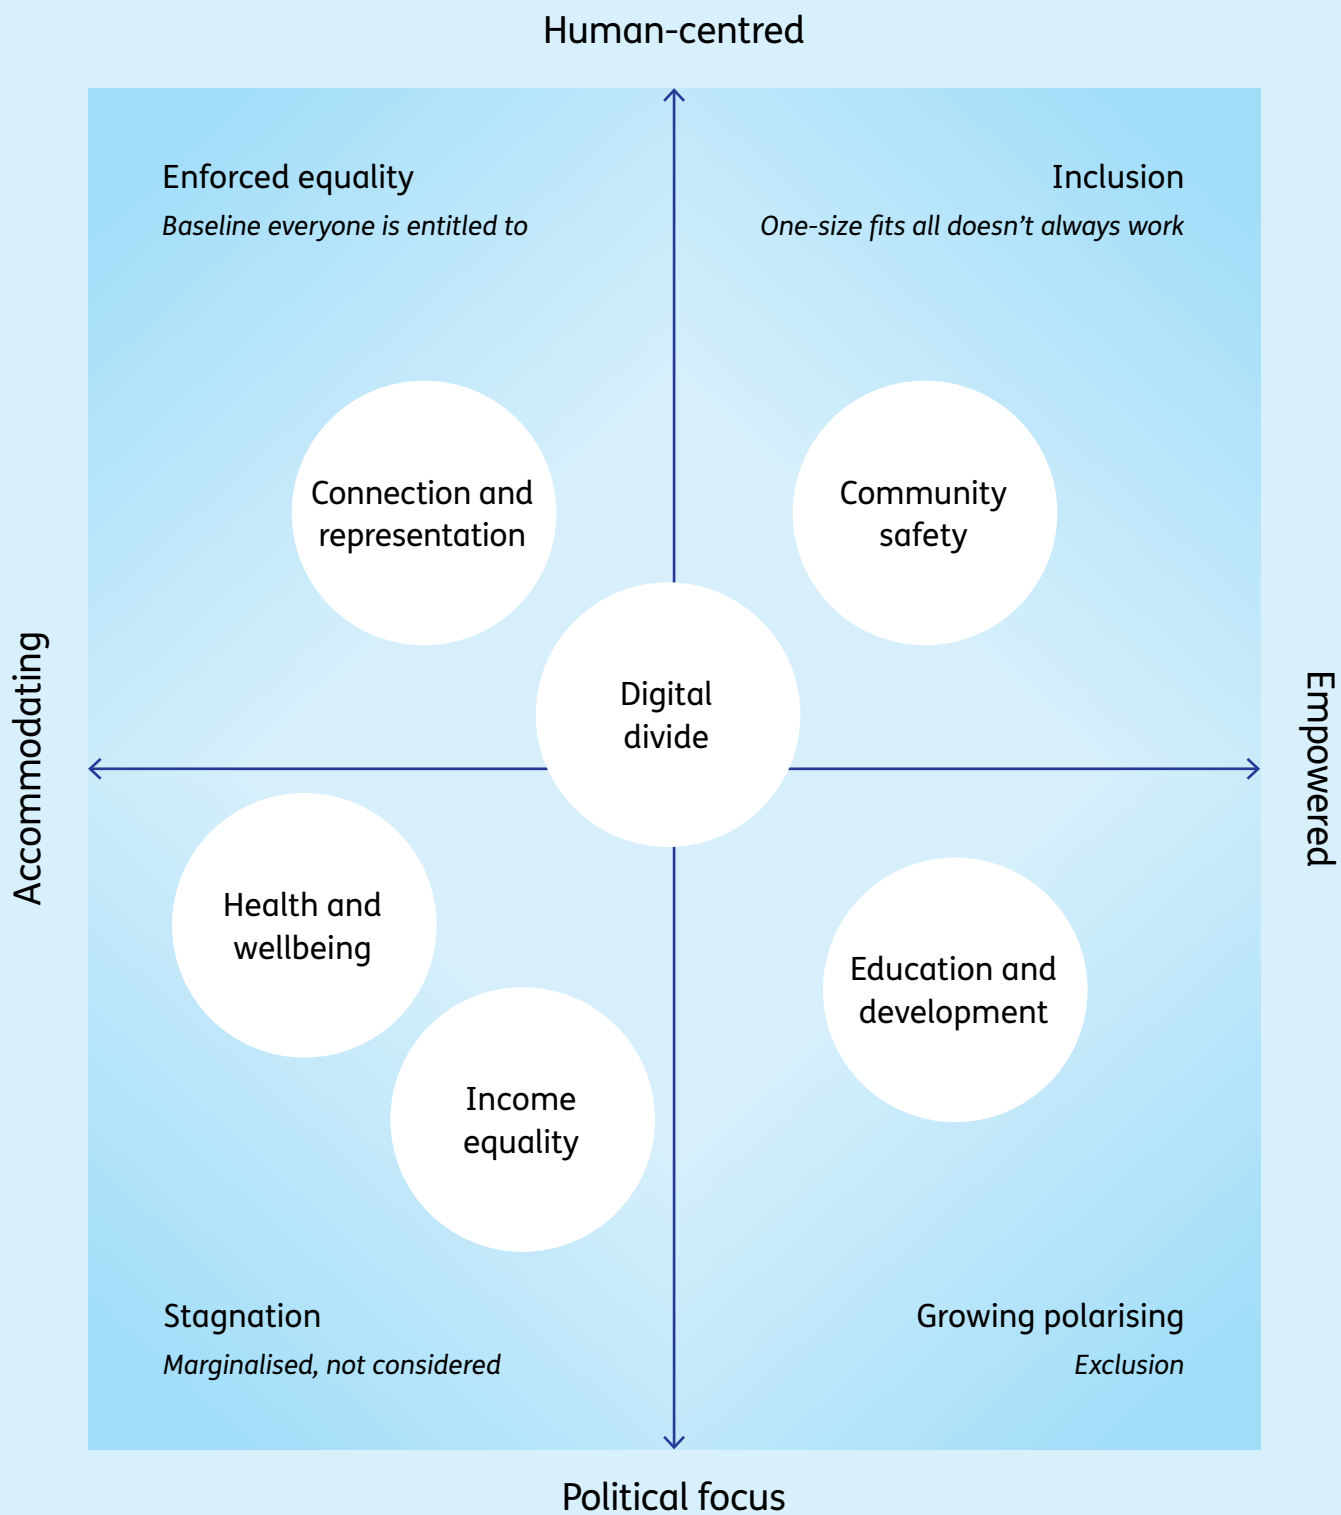 Human-centred
Enforced equality
Baseline everyone is entitled to
Inclusion
One-size fits all doesn't always work
Connection and
representation
Community
safety
Digital
divide
Accommodating
Empowered
Health and
wellbeing
Education and
development
Income
equality
Stagnation
Marginalised, not considered
Growing polarising
Exclusion
Political focus